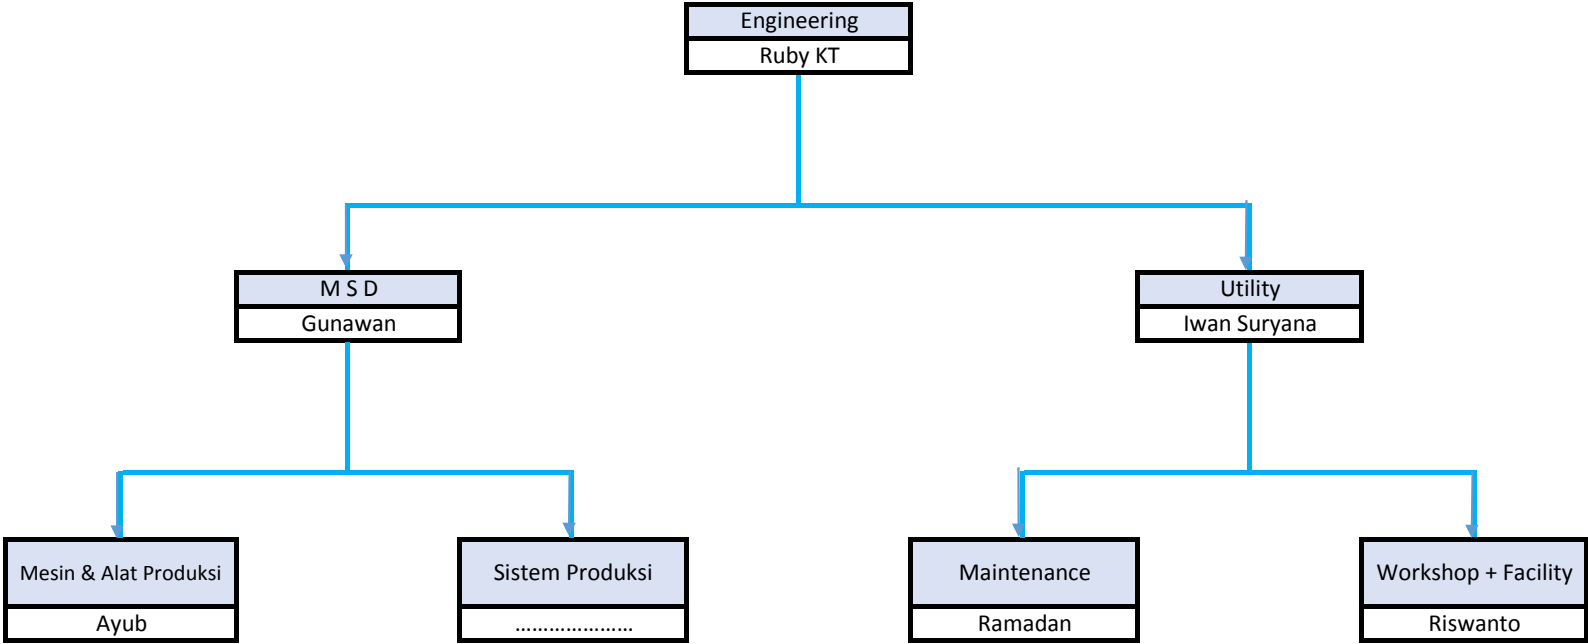 Engineering
Ruby KT
M S D
Gunawan
Utility
Iwan Suryana
Mesin & Alat Produksi
Ayub
Sistem Produksi
…………………
Maintenance
Ramadan
Workshop + Facility
Riswanto